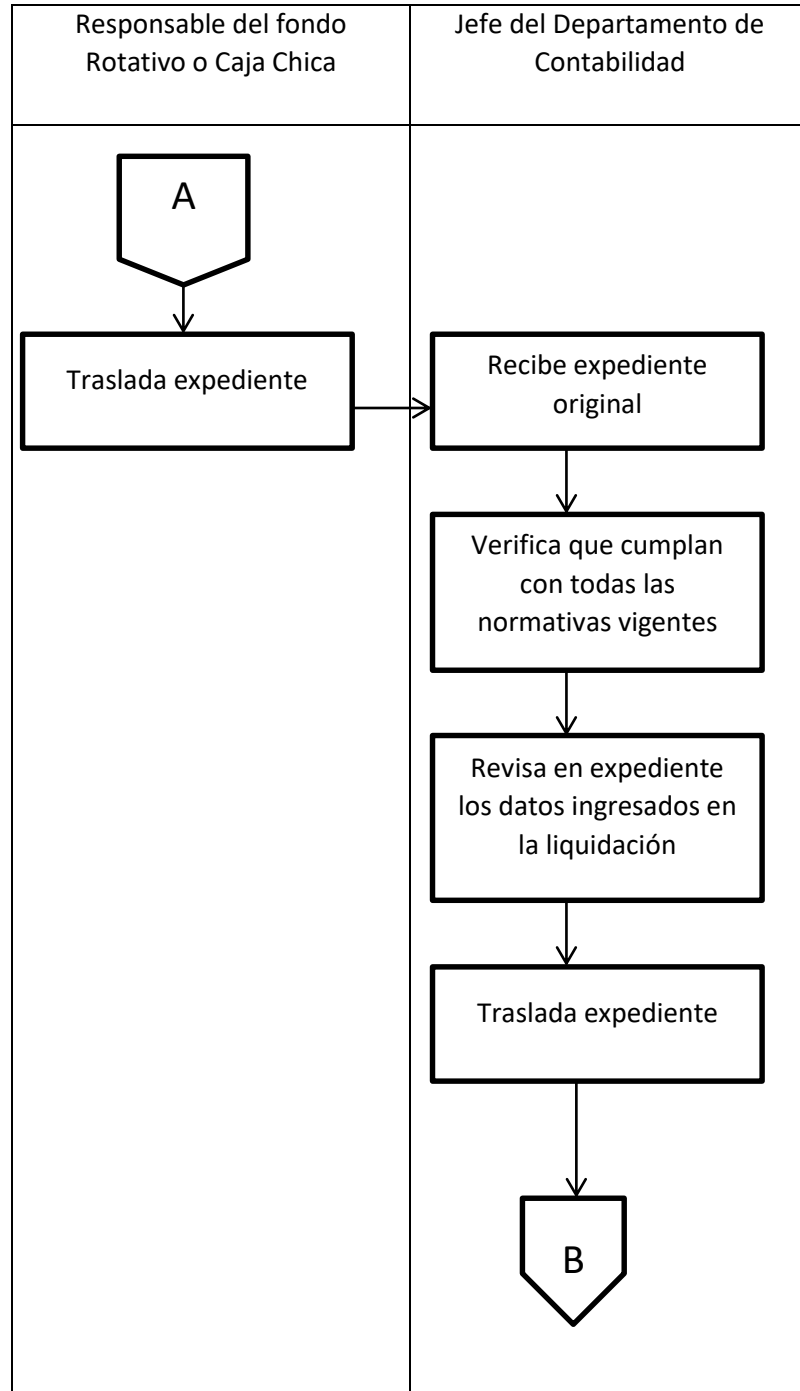 Responsable del fondo
Rotativo o Caja Chica
Jefe del Departamento de
Contabilidad
A
Traslada expediente
Recibe expediente
original
Verifica que cumplan
con todas las
normativas vigentes
Revisa en expediente
los datos ingresados en
la liquidación
Traslada expediente
B